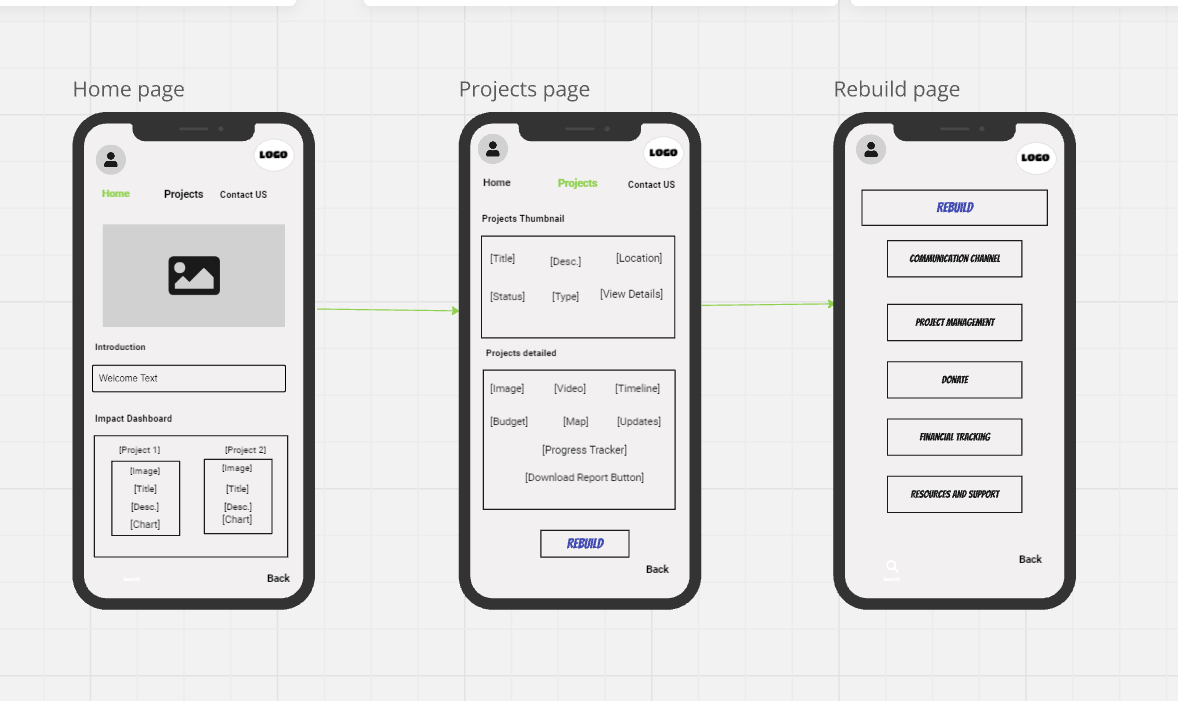 Home page
LOGO
Home Projects Contact US
Introduction
Welcome Text
Impact Dashboard
[Project 1] [Project 2]
[Image] [Image]
[Title] [Title]
[Desc.] [Desc.]
[Chart] [Chart]
Back
Projects page
LOGO
Home Projects Contact US
Projects Thumbnail
[Title] [Desc.] [Location]
[Status] [Type] [View Details]
Projects detailed
[Image] [Video] [Timeline]
[Budget] [Map] [Updates]
[Progress Tracker]
[Download Report Button]
REBUILD
Back
Rebuild page
LOGO
REBUILD
COMMUNICATION CHANNEL
PROJECT MANAGEMENT
DONATE
FINANCIAL TRACKING
RESOURCES AND SUPPORT
Back